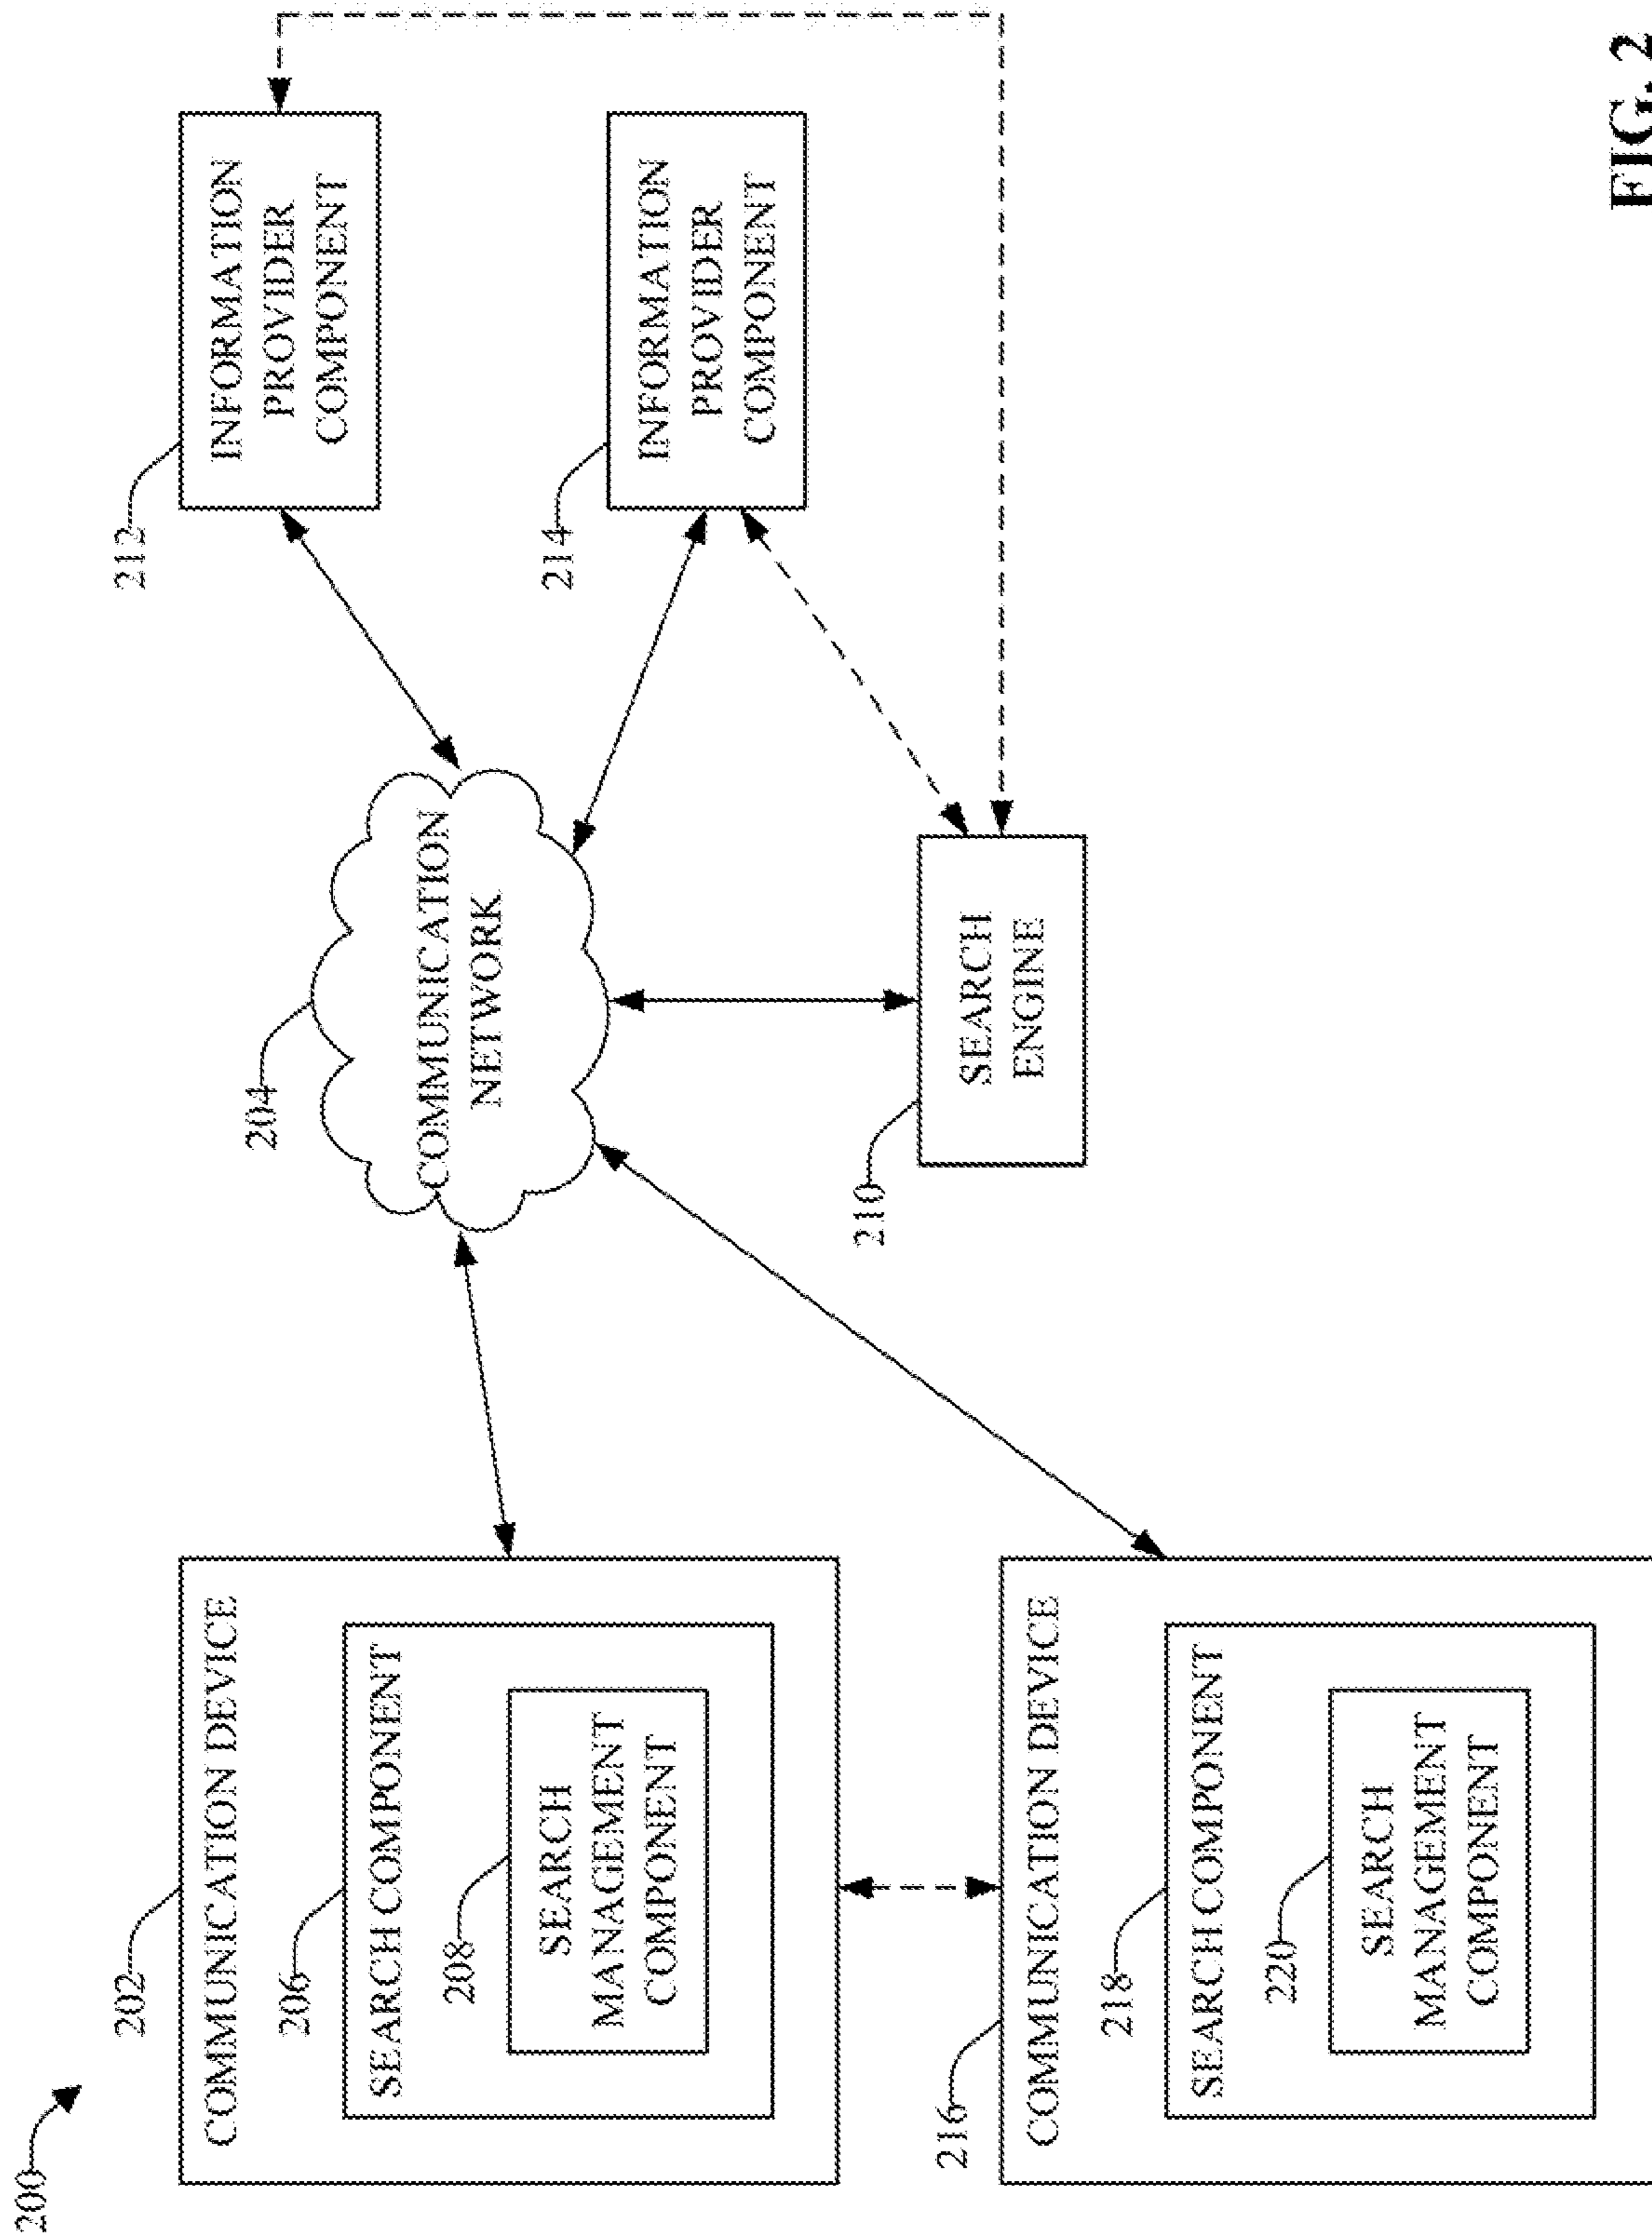 200
202
COMMUNICATION DEVICE
206
SEARCH COMPONENT
208
SEARCH
MANAGEMENT
COMPONENT
204
COMMUNICATION
NETWORK
212
INFORMATION
PROVIDER
COMPONENT
214
INFORMATION
PROVIDER
COMPONENT
210
SEARCH
ENGINE
216
COMMUNICATION DEVICE
218
SEARCH COMPONENT
220
SEARCH
MANAGEMENT
COMPONENT
FIG. 2